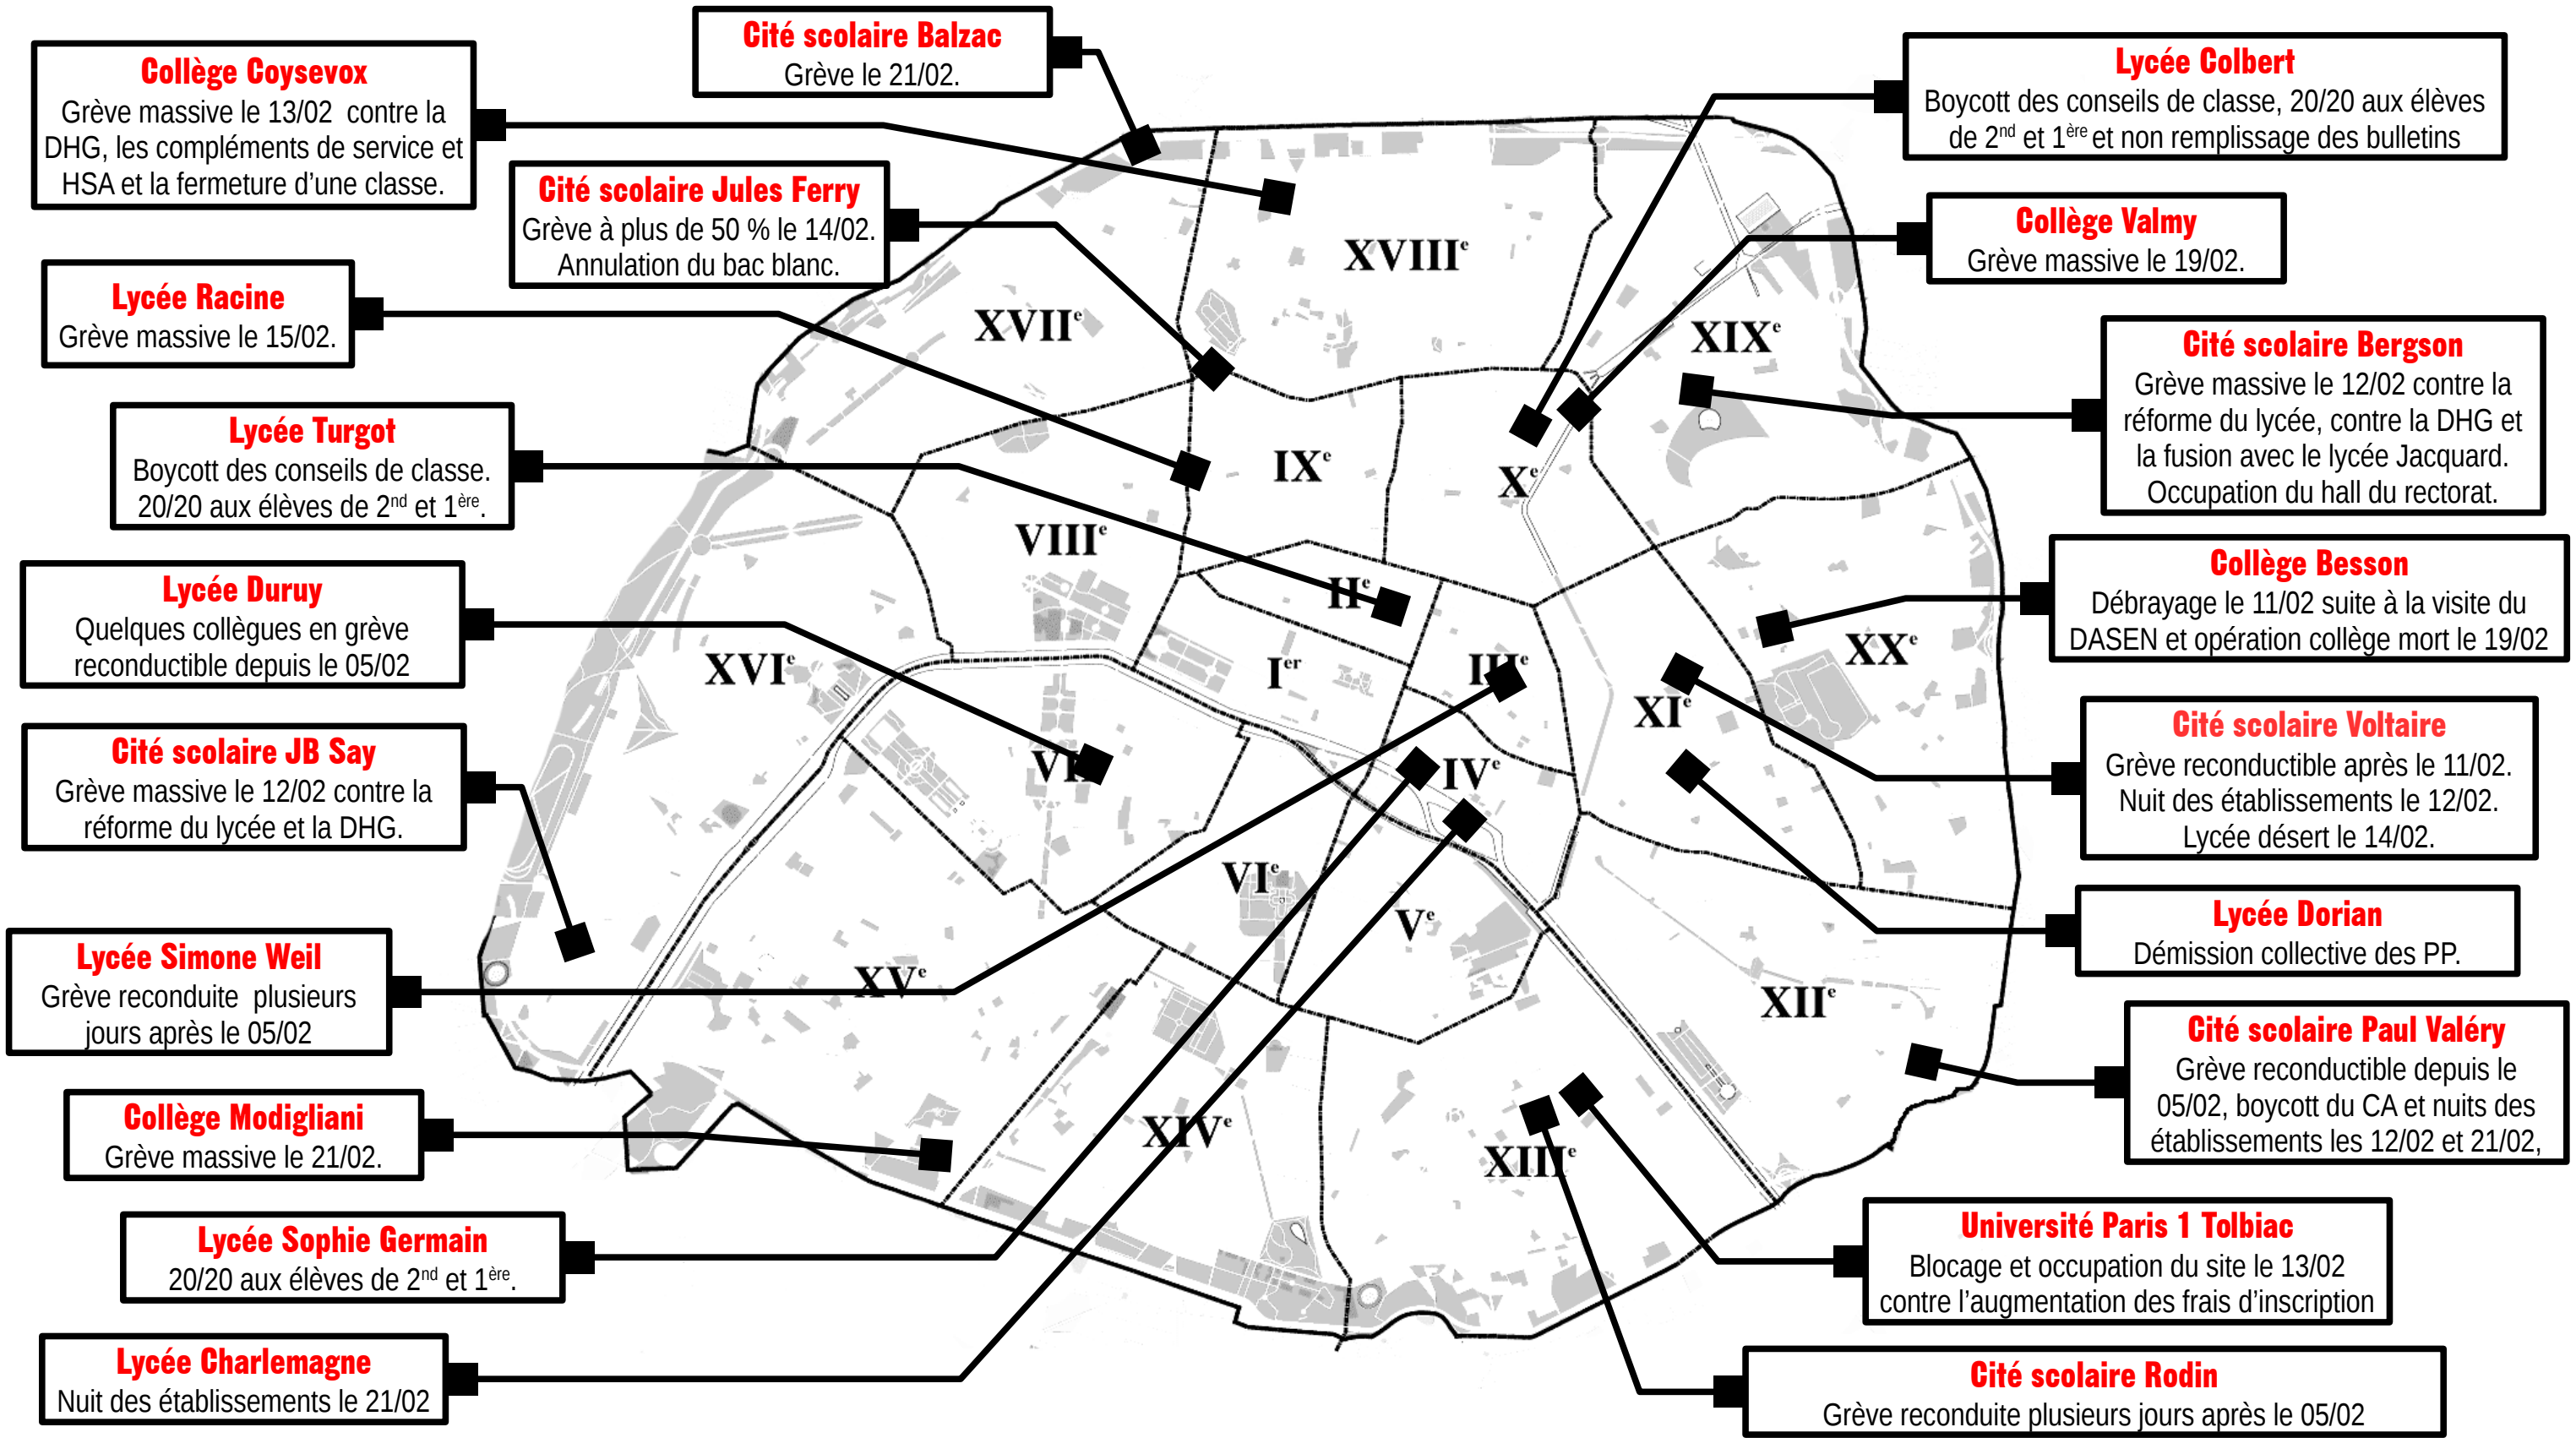 Cité scolaire Balzac
Grève le 21/02.
Collège Coysevox
Grève massive le 13/02  contre la
DHG, les compléments de service et
HSA et la fermeture d’une classe.
Cité scolaire Jules Ferry
Grève à plus de 50 % le 14/02.
Annulation du bac blanc.
Lycée Racine
Grève massive le 15/02.
Lycée Turgot
Boycott des conseils de classe.
20/20 aux élèves de 2nd et 1ère.
Lycée Duruy
Quelques collègues en grève
reconductible depuis le 05/02
Cité scolaire JB Say
Grève massive le 12/02 contre la
réforme du lycée et la DHG.
Lycée Simone Weil
Grève reconduite  plusieurs
jours après le 05/02
Collège Modigliani
Grève massive le 21/02.
Lycée Sophie Germain
20/20 aux élèves de 2nd et 1ère.
Lycée Charlemagne
Nuit des établissements le 21/02
XVIIIe
XVIIe
XIXe
IXe
Xe
VIIIe
IIe
Ier
IIIe
XVIe
XXe
XIe
IVe
VIe
Ve
XVe
XIIe
XIVe
XIIIe
Lycée Colbert
Boycott des conseils de classe, 20/20 aux élèves
de 2nd et 1ère et non remplissage des bulletins
Collège Valmy
Grève massive le 19/02.
Cité scolaire Bergson
Grève massive le 12/02 contre la
réforme du lycée, contre la DHG et
la fusion avec le lycée Jacquard.
Occupation du hall du rectorat.
Collège Besson
Débrayage le 11/02 suite à la visite du
DASEN et opération collège mort le 19/02
Cité scolaire Voltaire
Grève reconductible après le 11/02.
Nuit des établissements le 12/02.
Lycée désert le 14/02.
Lycée Dorian
Démission collective des PP.
Cité scolaire Paul Valéry
Grève reconductible depuis le
05/02, boycott du CA et nuits des
établissements les 12/02 et 21/02,
Université Paris 1 Tolbiac
Blocage et occupation du site le 13/02
contre l’augmentation des frais d’inscription
Cité scolaire Rodin
Grève reconduite plusieurs jours après le 05/02